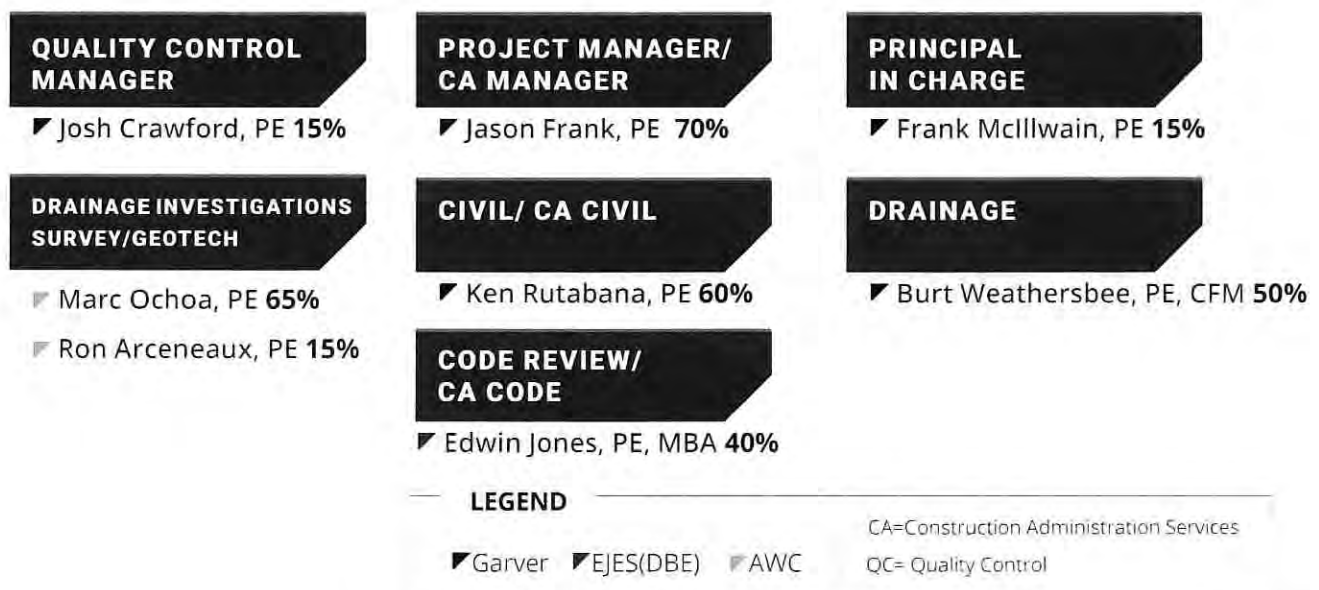 QUALITY CONTROL
MANAGER
Josh Crawford, PE 15%
PROJECT MANAGER/
CA MANAGER
Jason Frank, PE 70%
PRINCIPAL
IN CHARGE
Frank McIllwain, PE 15%
DRAINAGE INVESTIGATIONS
SURVEY/GEOTECH
Marc Ochoa, PE 65%
Ron Arceneaux, PE 15%
CIVIL/ CA CIVIL
Ken Rutabana, PE 60%
DRAINAGE
Burt Weathersbee, PE, CFM 50%
CODE REVIEW/
CA CODE
Edwin Jones, PE, MBA 40%
LEGEND
Garver EJES(DBE) AWC
CA=Construction Administration Services
QC= Quality Control